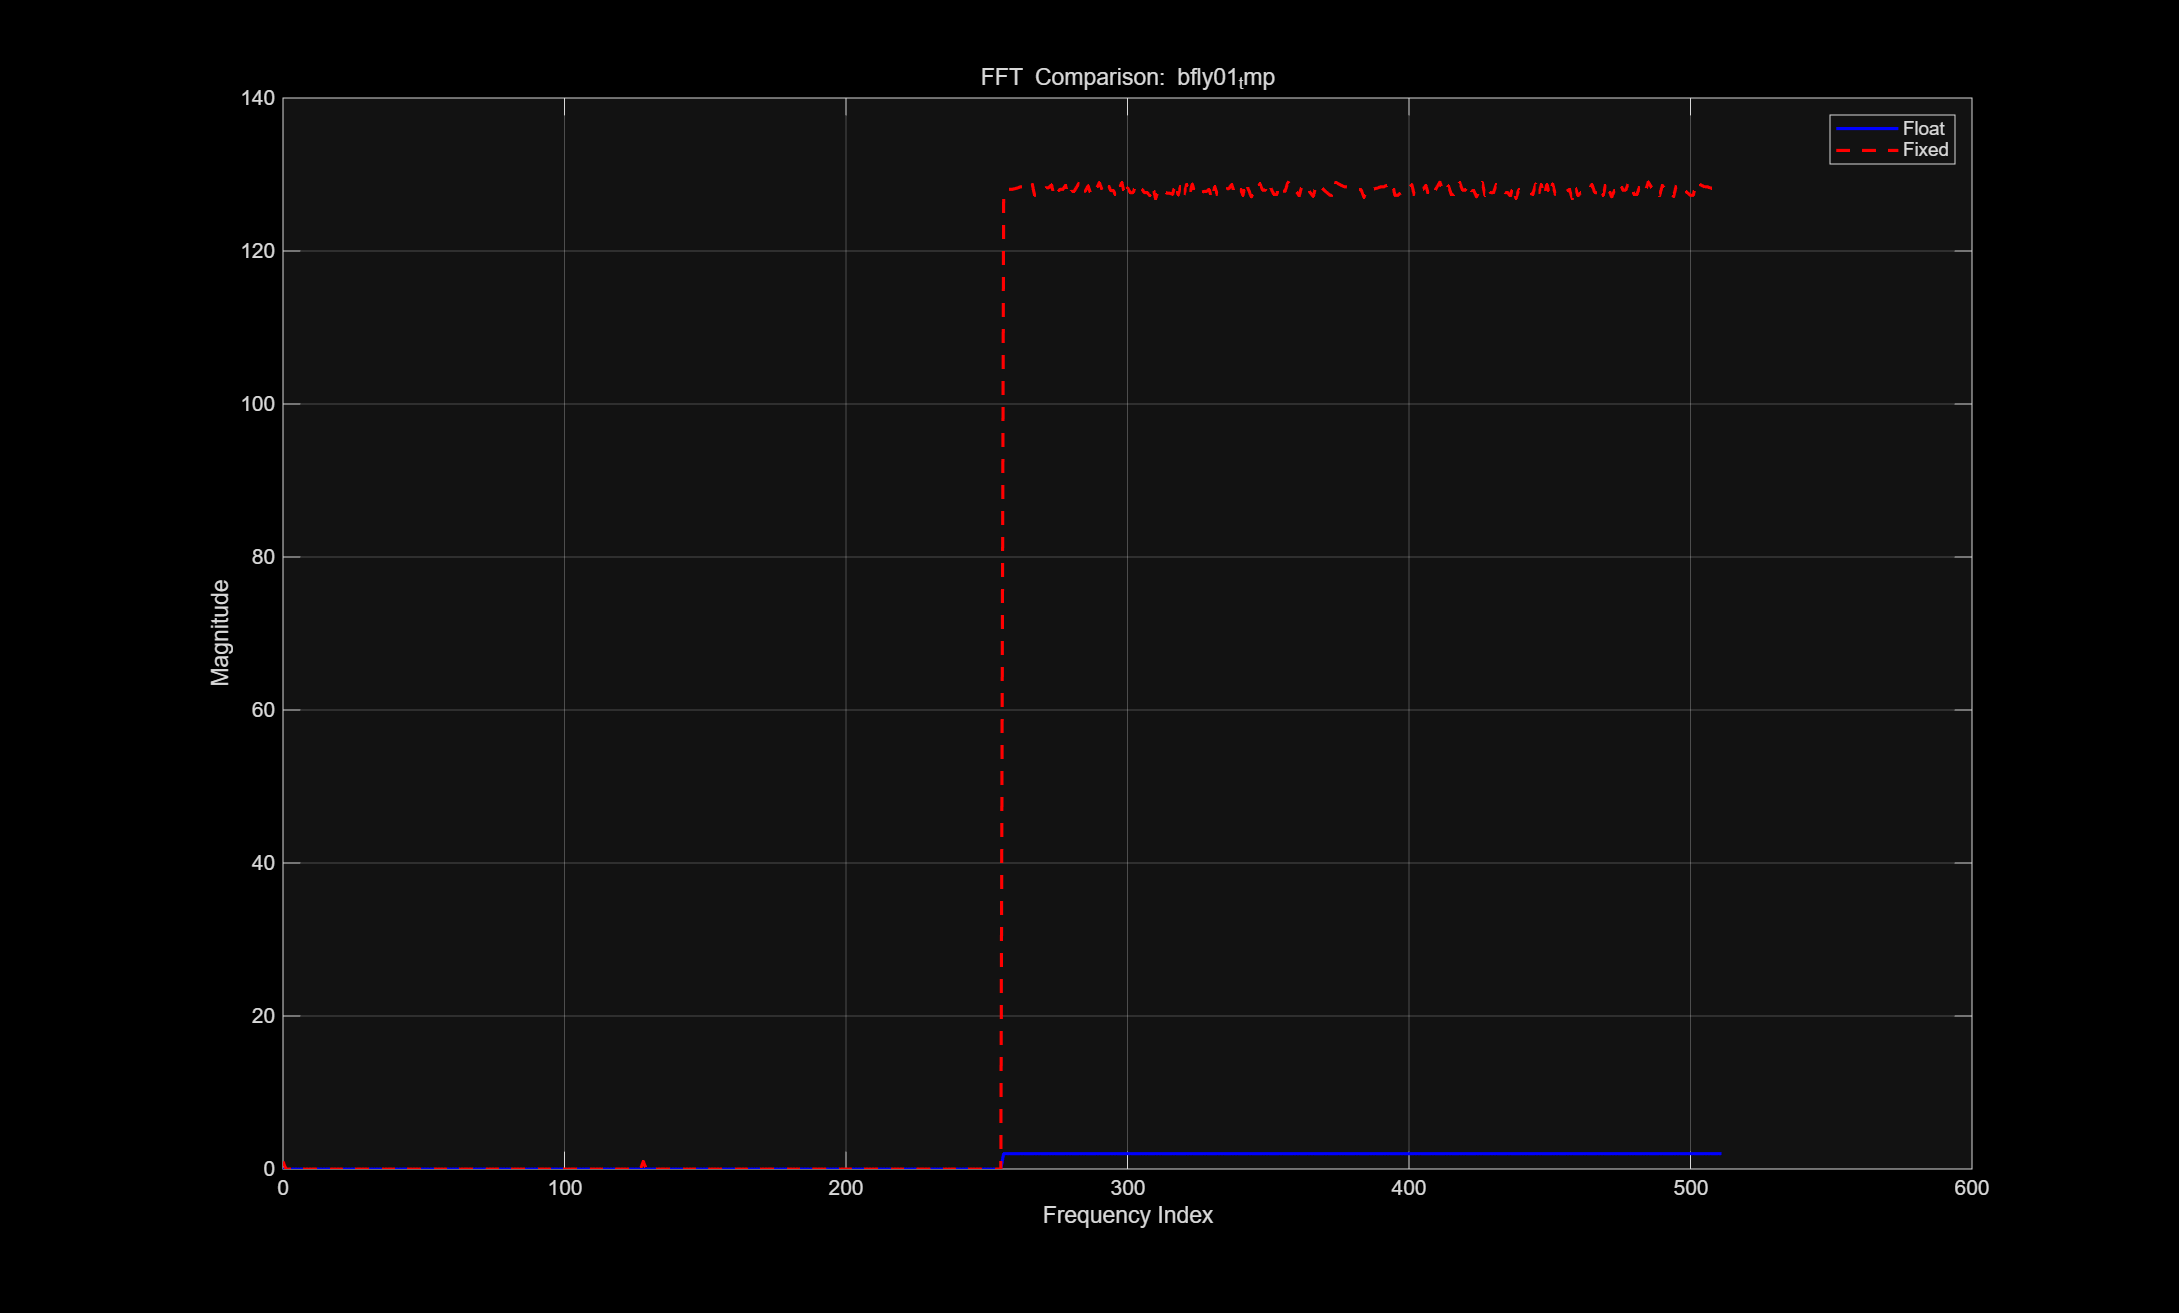 FFT Comparison: bfly01tmp
140
120
100
80
60
40
20
0
Magnitude
Float
Fixed
0 100 200 300 400 500 600
Frequency Index